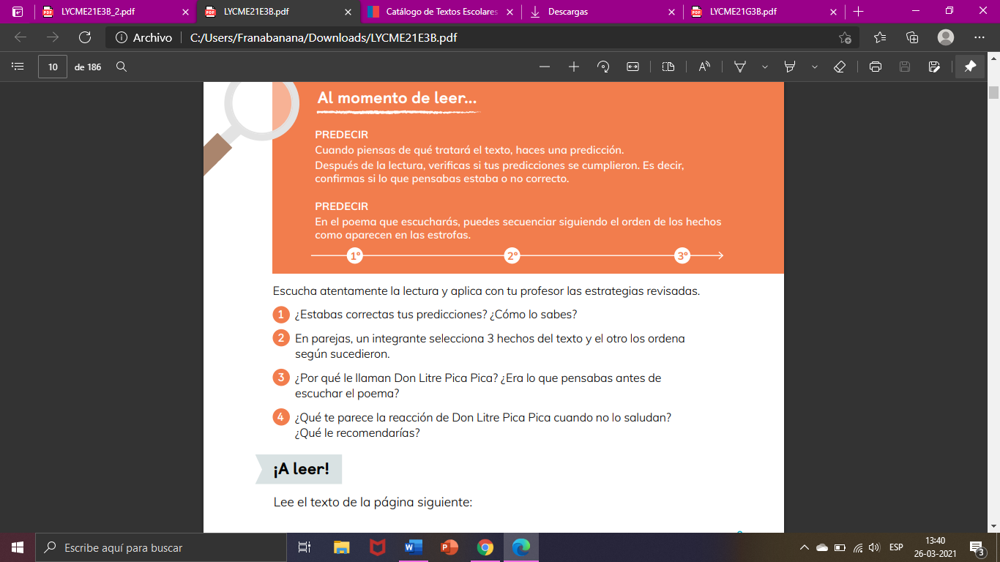 LYCME21E3B_2.pdf
LYCME21E3B.pdf
Catálogo de Textos Escolares
Descargas
LYCME21G3B.pdf
Archivo
C:/Users/Franabanana/Downloads/LYCME21E3B.pdf
10 de 186
Al momento de leer...
PREDECIR
Cuando piensas de qué tratará el texto, haces una predicción.
Después de la lectura, verificas si tus predicciones se cumplieron. Es decir,
confirmas si lo que pensabas estaba o no correcto.
PREDECIR
En el poema que escucharás, puedes secuenciar siguiendo el orden de los hechos
como aparecen en las estrofas.
1° 2° 3°
Escucha atentamente la lectura y aplica con tu profesor las estrategias revisadas.
1 ¿Estabas correctas tus predicciones? ¿Cómo lo sabes?
2 En parejas, un integrante selecciona 3 hechos del texto y el otro los ordena
según sucedieron.
3 ¿Por qué le llaman Don Litre Pica Pica? ¿Era lo que pensabas antes de
escuchar el poema?
4 ¿Qué te parece la reacción de Don Litre Pica Pica cuando no lo saludan?
¿Qué le recomendarías?
¡A leer!
Lee el texto de la página siguiente:
Escribe aquí para buscar
ESP
13:40
26-03-2021
3